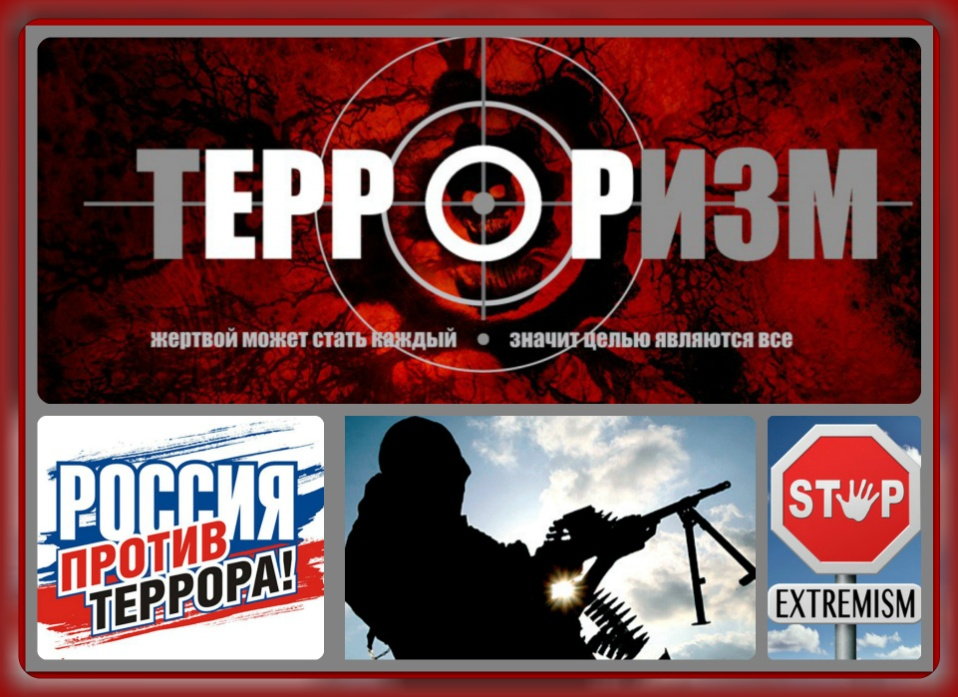 ТЕРРОРИЗМ
жертвой может стать каждый • значит целью являются все
РОССИЯ
ПРОТИВ
ТЕРРОРА!
STOP
EXTREMISM